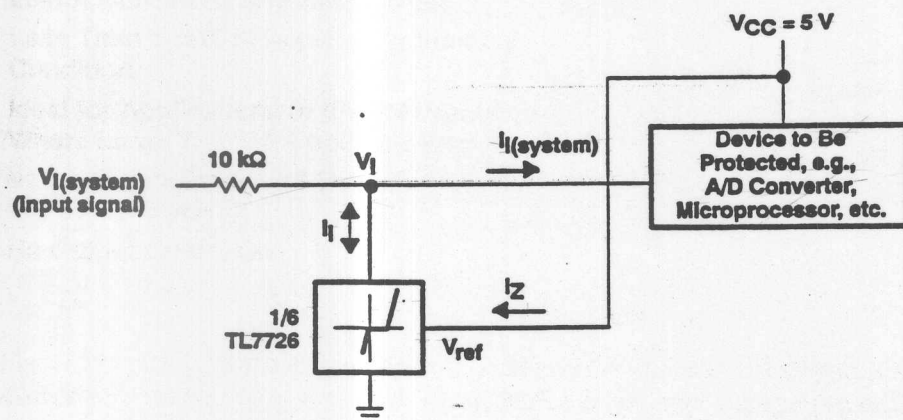 VCC = 5 V
Device to Be
Protected, e.g.,
A/D Converter,
Microprocessor, etc.
II(system)
VI
10 kΩ
VI(system)
(input signal)
II
IZ
1/6
TL7726
Vref